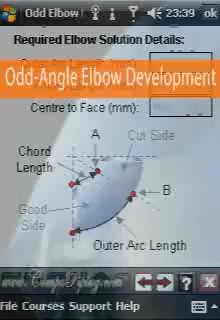 Odd Elbow
23:39
Required Elbow Solution Details:
Odd-Angle Elbow Development
Centre to Face (mm):
A
Cut Side
Chord
Length
B
Good
Side
Outer Arc Length
?
X
File Courses Support Help